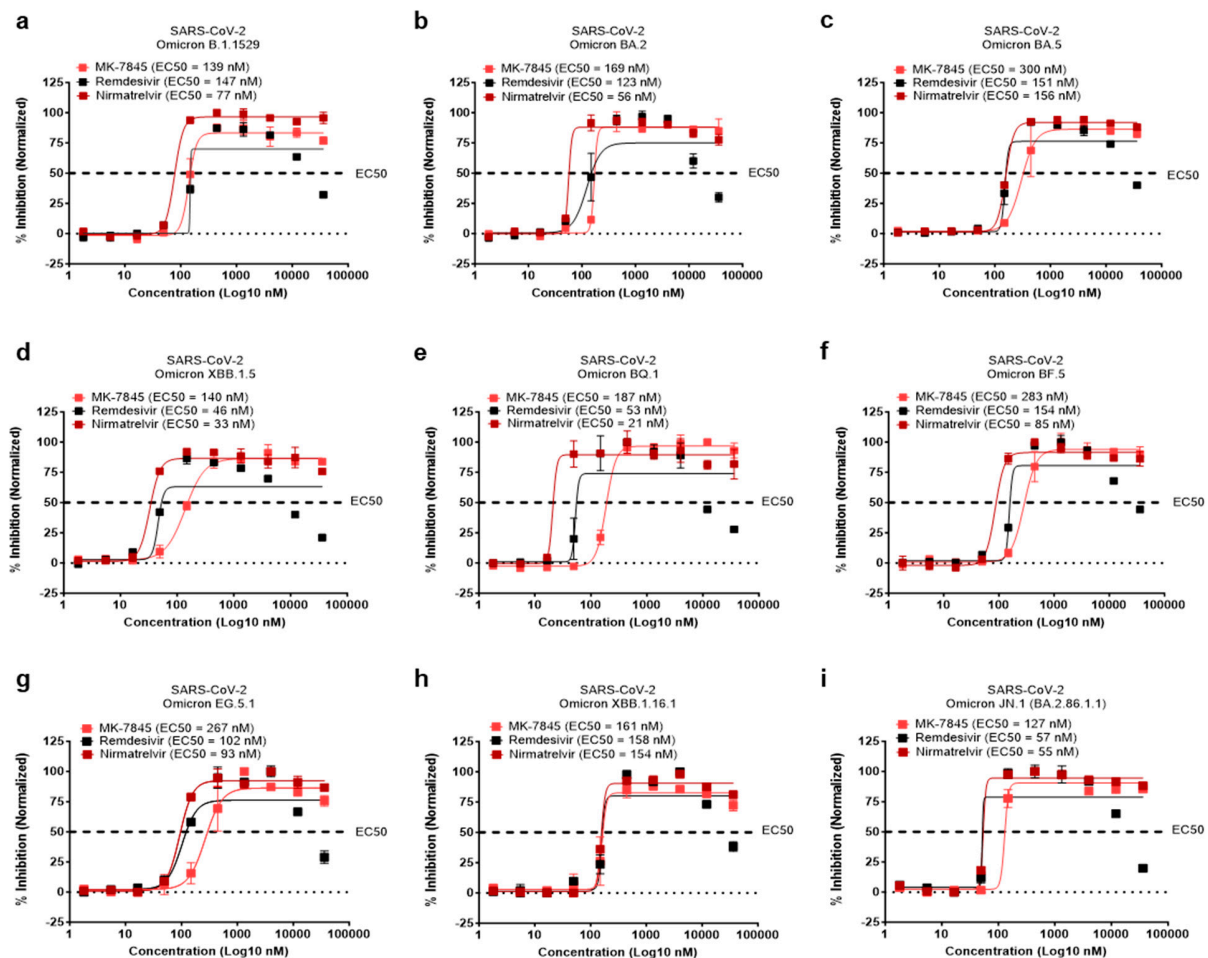 a
SARS-CoV-2
Omicron B.1.1529
MK-7845 (EC50 = 139 nM)
Remdesivir (EC50 = 147 nM)
Nirmatrelvir (EC50 = 77 nM)
% Inhibition (Normalized)
125
100
75
50
25
0
-25
EC50
1 10 100 1000 10000 100000
Concentration (Log10 nM)
b
SARS-CoV-2
Omicron BA.2
MK-7845 (EC50 = 169 nM)
Remdesivir (EC50 = 123 nM)
Nirmatrelvir (EC50 = 56 nM)
% Inhibition (Normalized)
125
100
75
50
25
0
-25
EC50
1 10 100 1000 10000 100000
Concentration (Log10 nM)
c
SARS-CoV-2
Omicron BA.5
MK-7845 (EC50 = 300 nM)
Remdesivir (EC50 = 151 nM)
Nirmatrelvir (EC50 = 156 nM)
% Inhibition (Normalized)
125
100
75
50
25
0
-25
EC50
1 10 100 1000 10000 100000
Concentration (Log10 nM)
d
SARS-CoV-2
Omicron XBB.1.5
MK-7845 (EC50 = 140 nM)
Remdesivir (EC50 = 46 nM)
Nirmatrelvir (EC50 = 33 nM)
% Inhibition (Normalized)
125
100
75
50
25
0
-25
EC50
1 10 100 1000 10000 100000
Concentration (Log10 nM)
e
SARS-CoV-2
Omicron BQ.1
MK-7845 (EC50 = 187 nM)
Remdesivir (EC50 = 53 nM)
Nirmatrelvir (EC50 = 21 nM)
% Inhibition (Normalized)
125
100
75
50
25
0
-25
EC50
1 10 100 1000 10000 100000
Concentration (Log10 nM)
f
SARS-CoV-2
Omicron BF.5
MK-7845 (EC50 = 283 nM)
Remdesivir (EC50 = 154 nM)
Nirmatrelvir (EC50 = 85 nM)
% Inhibition (Normalized)
125
100
75
50
25
0
-25
EC50
1 10 100 1000 10000 100000
Concentration (Log10 nM)
g
SARS-CoV-2
Omicron EG.5.1
MK-7845 (EC50 = 267 nM)
Remdesivir (EC50 = 102 nM)
Nirmatrelvir (EC50 = 93 nM)
% Inhibition (Normalized)
125
100
75
50
25
0
-25
EC50
1 10 100 1000 10000 100000
Concentration (Log10 nM)
h
SARS-CoV-2
Omicron XBB.1.16.1
MK-7845 (EC50 = 161 nM)
Remdesivir (EC50 = 158 nM)
Nirmatrelvir (EC50 = 154 nM)
% Inhibition (Normalized)
125
100
75
50
25
0
-25
EC50
1 10 100 1000 10000 100000
Concentration (Log10 nM)
i
SARS-CoV-2
Omicron JN.1 (BA.2.86.1.1)
MK-7845 (EC50 = 127 nM)
Remdesivir (EC50 = 57 nM)
Nirmatrelvir (EC50 = 55 nM)
% Inhibition (Normalized)
125
100
75
50
25
0
-25
EC50
1 10 100 1000 10000 100000
Concentration (Log10 nM)